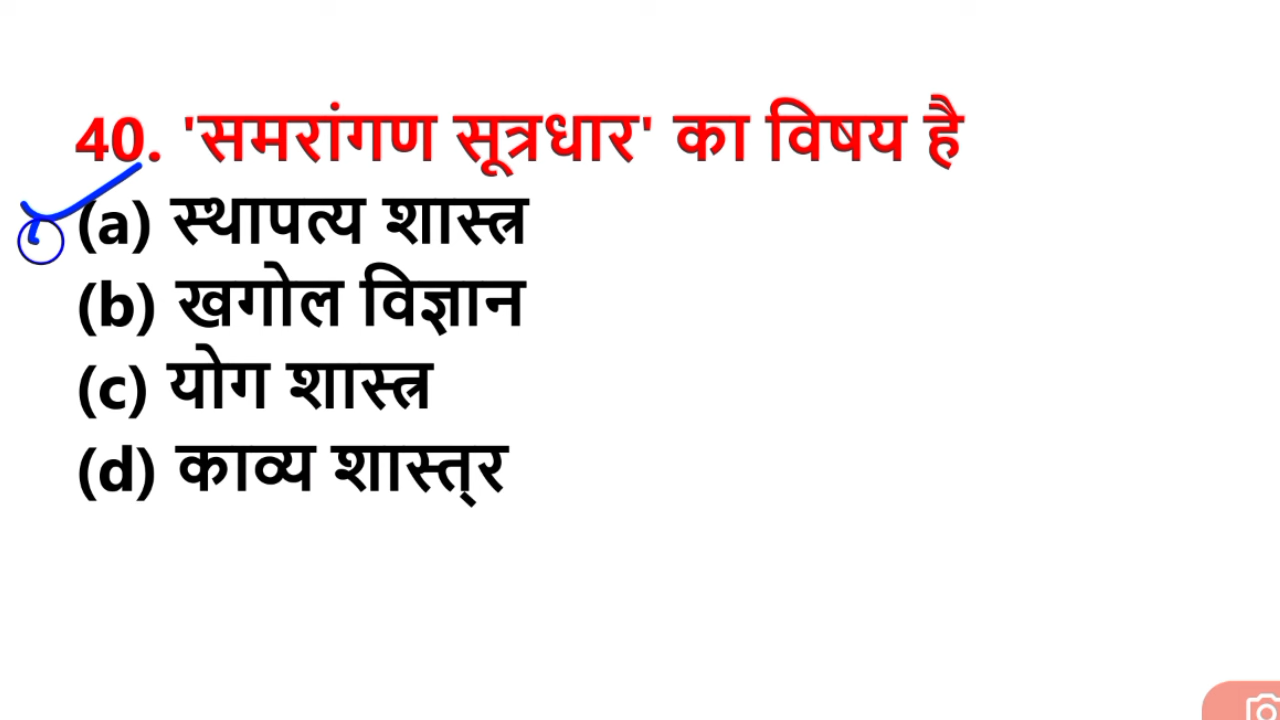 40. 'समरांगण सूत्रधार' का विषय है
(a) स्थापत्य शास्त्र
(b) खगोल विज्ञान
(c) योग शास्त्र
(d) काव्य शास्त्‌र